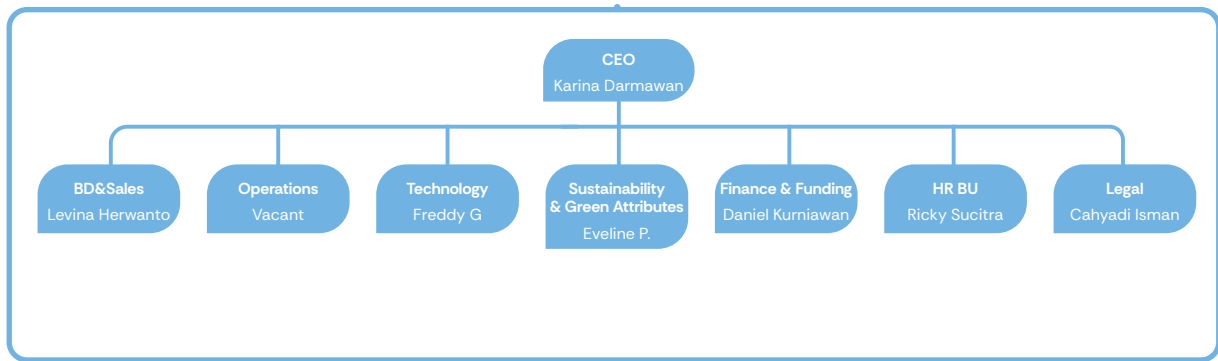 CEO
Karina Darmawan
BD&Sales
Levina Herwanto
Operations
Vacant
Technology
Freddy G
Sustainability
& Green Attributes
Eveline P.
Finance & Funding
Daniel Kurniawan
HR BU
Ricky Sucitra
Legal
Cahyadi Isman